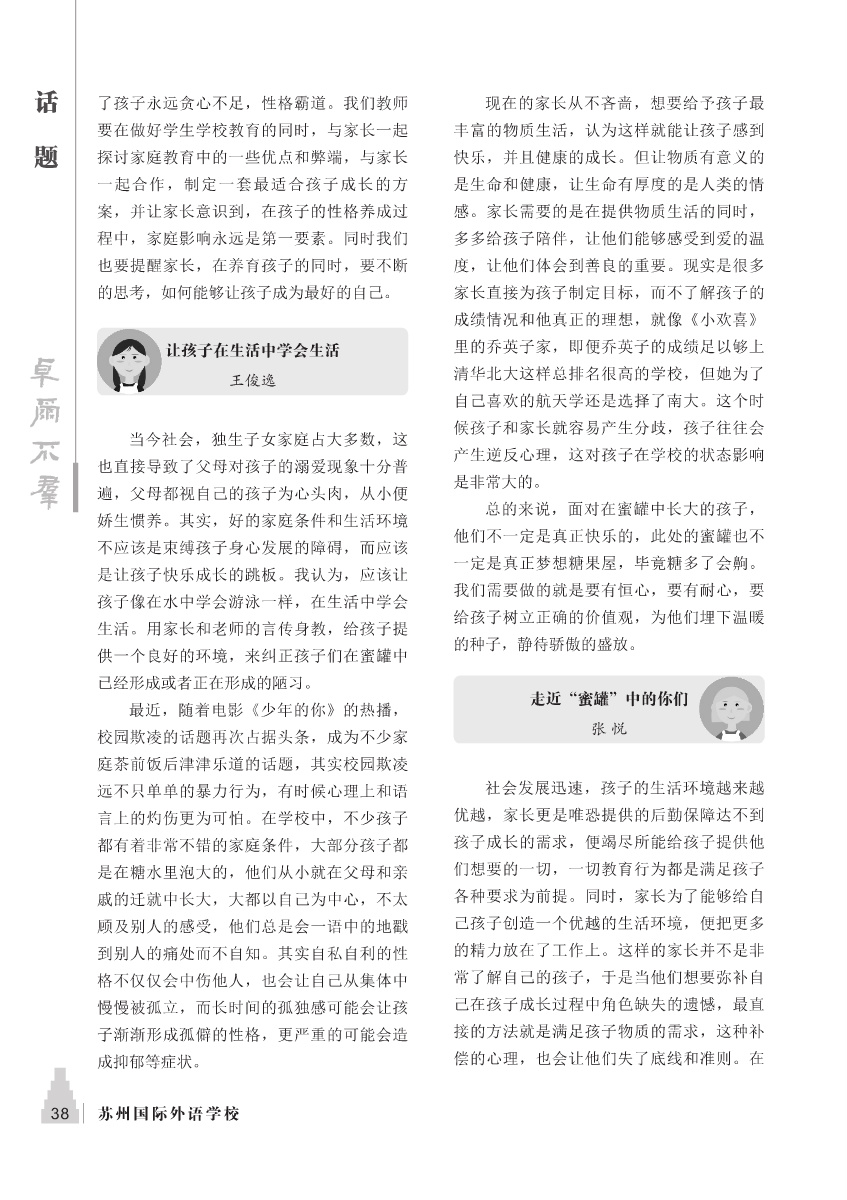 话
题
卓尔不群
了孩子永远贪心不足，性格霸道。我们教师
要在做好学生学校教育的同时，与家长一起
探讨家庭教育中的一些优点和弊端，与家长
一起合作，制定一套最适合孩子成长的方
案，并让家长意识到，在孩子的性格养成过
程中，家庭影响永远是第一要素。同时我们
也要提醒家长，在养育孩子的同时，要不断
的思考，如何能够让孩子成为最好的自己。
让孩子在生活中学会生活
王俊逸
当今社会，独生子女家庭占大多数，这
也直接导致了父母对孩子的溺爱现象十分普
遍，父母都视自己的孩子为心头肉，从小便
娇生惯养。其实，好的家庭条件和生活环境
不应该是束缚孩子身心发展的障碍，而应该
是让孩子快乐成长的跳板。我认为，应该让
孩子像在水中学会游泳一样，在生活中学会
生活。用家长和老师的言传身教，给孩子提
供一个良好的环境，来纠正孩子们在蜜罐中
已经形成或者正在形成的陋习。
最近，随着电影《少年的你》的热播，
校园欺凌的话题再次占据头条，成为不少家
庭茶前饭后津津乐道的话题，其实校园欺凌
远不只单单的暴力行为，有时候心理上和语
言上的灼伤更为可怕。在学校中，不少孩子
都有着非常不错的家庭条件，大部分孩子都
是在糖水里泡大的，他们从小就在父母和亲
戚的迁就中长大，大都以自己为中心，不太
顾及别人的感受，他们总是会一语中的地戳
到别人的痛处而不自知。其实自私自利的性
格不仅仅会中伤他人，也会让自己从集体中
慢慢被孤立，而长时间的孤独感可能会让孩
子渐渐形成孤僻的性格，更严重的可能会造
成抑郁等症状。
现在的家长从不吝啬，想要给予孩子最
丰富的物质生活，认为这样就能让孩子感到
快乐，并且健康的成长。但让物质有意义的
是生命和健康，让生命有厚度的是人类的情
感。家长需要的是在提供物质生活的同时，
多多给孩子陪伴，让他们能够感受到爱的温
度，让他们体会到善良的重要。现实是很多
家长直接为孩子制定目标，而不了解孩子的
成绩情况和他真正的理想，就像《小欢喜》
里的乔英子家，即便乔英子的成绩足以够上
清华北大这样总排名很高的学校，但她为了
自己喜欢的航天学还是选择了南大。这个时
候孩子和家长就容易产生分歧，孩子往往会
产生逆反心理，这对孩子在学校的状态影响
是非常大的。
总的来说，面对在蜜罐中长大的孩子，
他们不一定是真正快乐的，此处的蜜罐也不
一定是真正梦想糖果屋，毕竟糖多了会齁。
我们需要做的就是要有恒心，要有耐心，要
给孩子树立正确的价值观，为他们埋下温暖
的种子，静待骄傲的盛放。
走近“蜜罐”中的你们
张 悦
社会发展迅速，孩子的生活环境越来越
优越，家长更是唯恐提供的后勤保障达不到
孩子成长的需求，便竭尽所能给孩子提供他
们想要的一切，一切教育行为都是满足孩子
各种要求为前提。同时，家长为了能够给自
己孩子创造一个优越的生活环境，便把更多
的精力放在了工作上。这样的家长并不是非
常了解自己的孩子，于是当他们想要弥补自
己在孩子成长过程中角色缺失的遗憾，最直
接的方法就是满足孩子物质的需求，这种补
偿的心理，也会让他们失了底线和准则。在
38
苏州国际外语学校